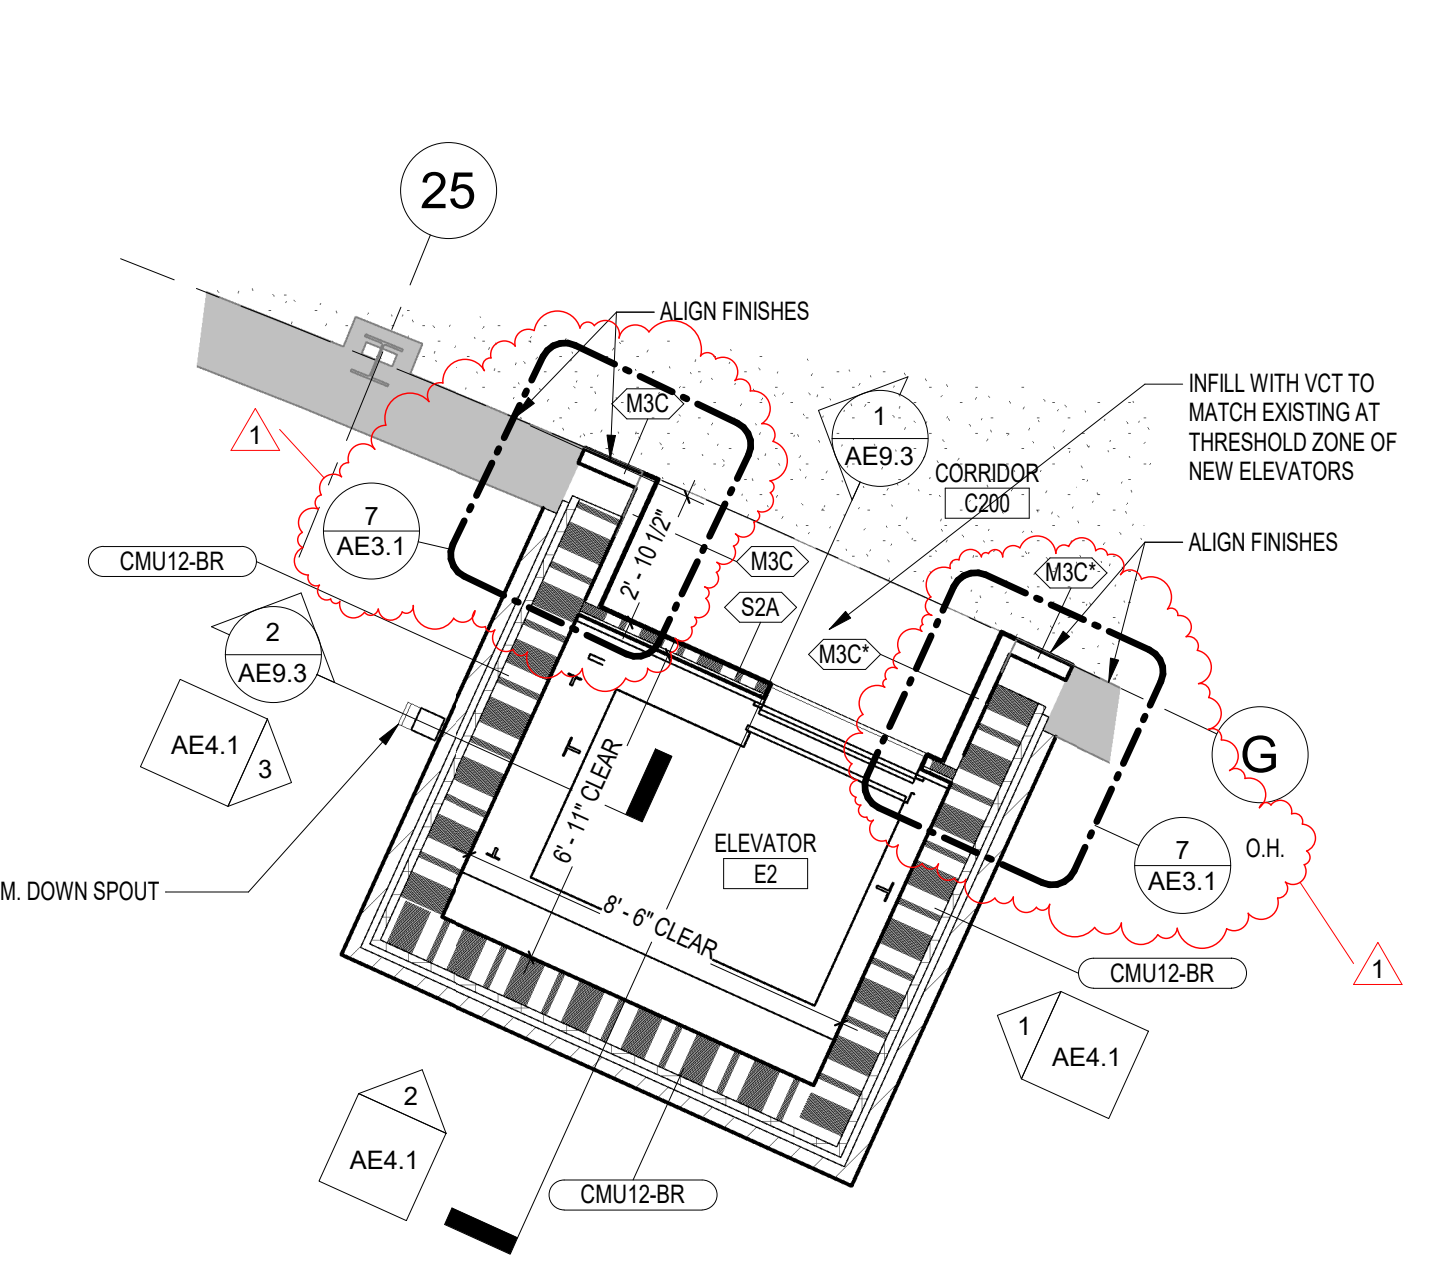 25
ALIGN FINISHES
INFILL WITH VCT TO
MATCH EXISTING AT
THRESHOLD ZONE OF
NEW ELEVATORS
M3C
1
AE9.3
1
CORRIDOR
C200
7
AE3.1
2' - 10 1/2"
ALIGN FINISHES
CMU12-BR
M3C
M3C*
S2A
2
AE9.3
M3C*
AE4.1
3
G
6' - 11" CLEAR
ELEVATOR
E2
7
AE3.1
O.H.
M. DOWN SPOUT
8' - 6" CLEAR
CMU12-BR
1
1
AE4.1
2
AE4.1
CMU12-BR